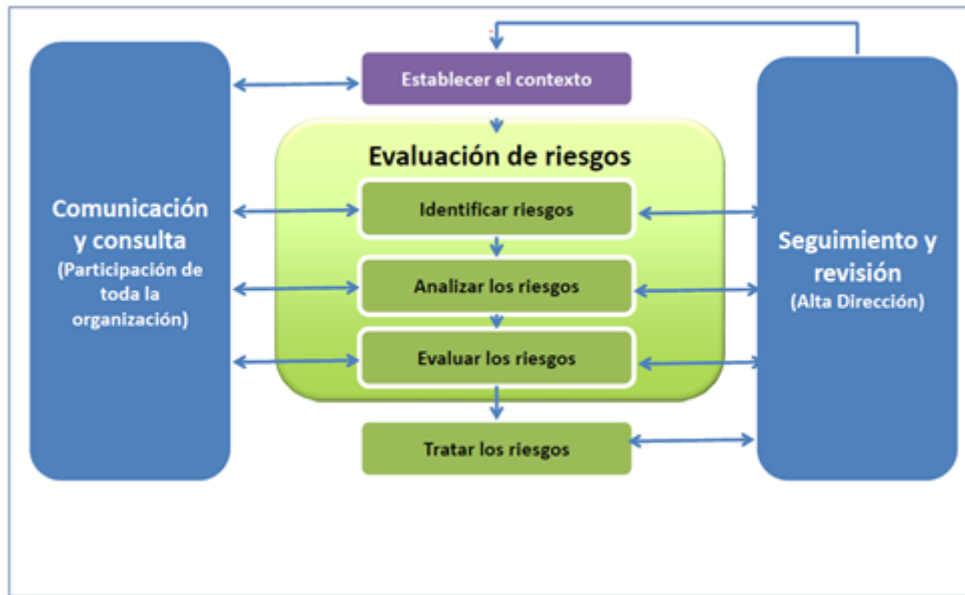 Establecer el contexto
Evaluación de riesgos
Identificar riesgos
Analizar los riesgos
Evaluar los riesgos
Tratar los riesgos
Comunicación
y consulta
(Participación de
toda la
organización)
Seguimiento y
revisión
(Alta Dirección)